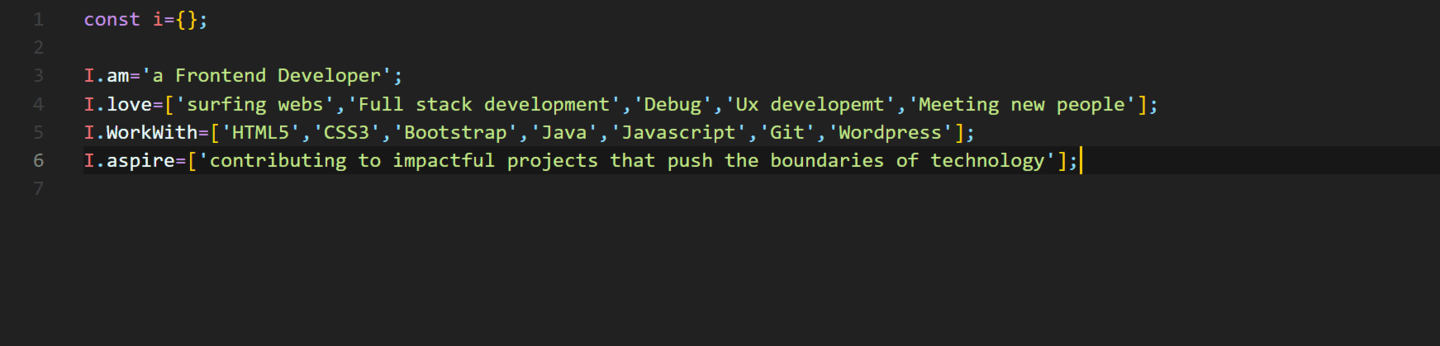 1 const i={};
2
3 I.am='a Frontend Developer';
4 I.love=['surfing webs','Full stack development','Debug','Ux developemt','Meeting new people'];
5 I.WorkWith=['HTML5','CSS3','Bootstrap','Java','Javascript','Git','Wordpress'];
6 I.aspire=['contributing to impactful projects that push the boundaries of technology'];
7